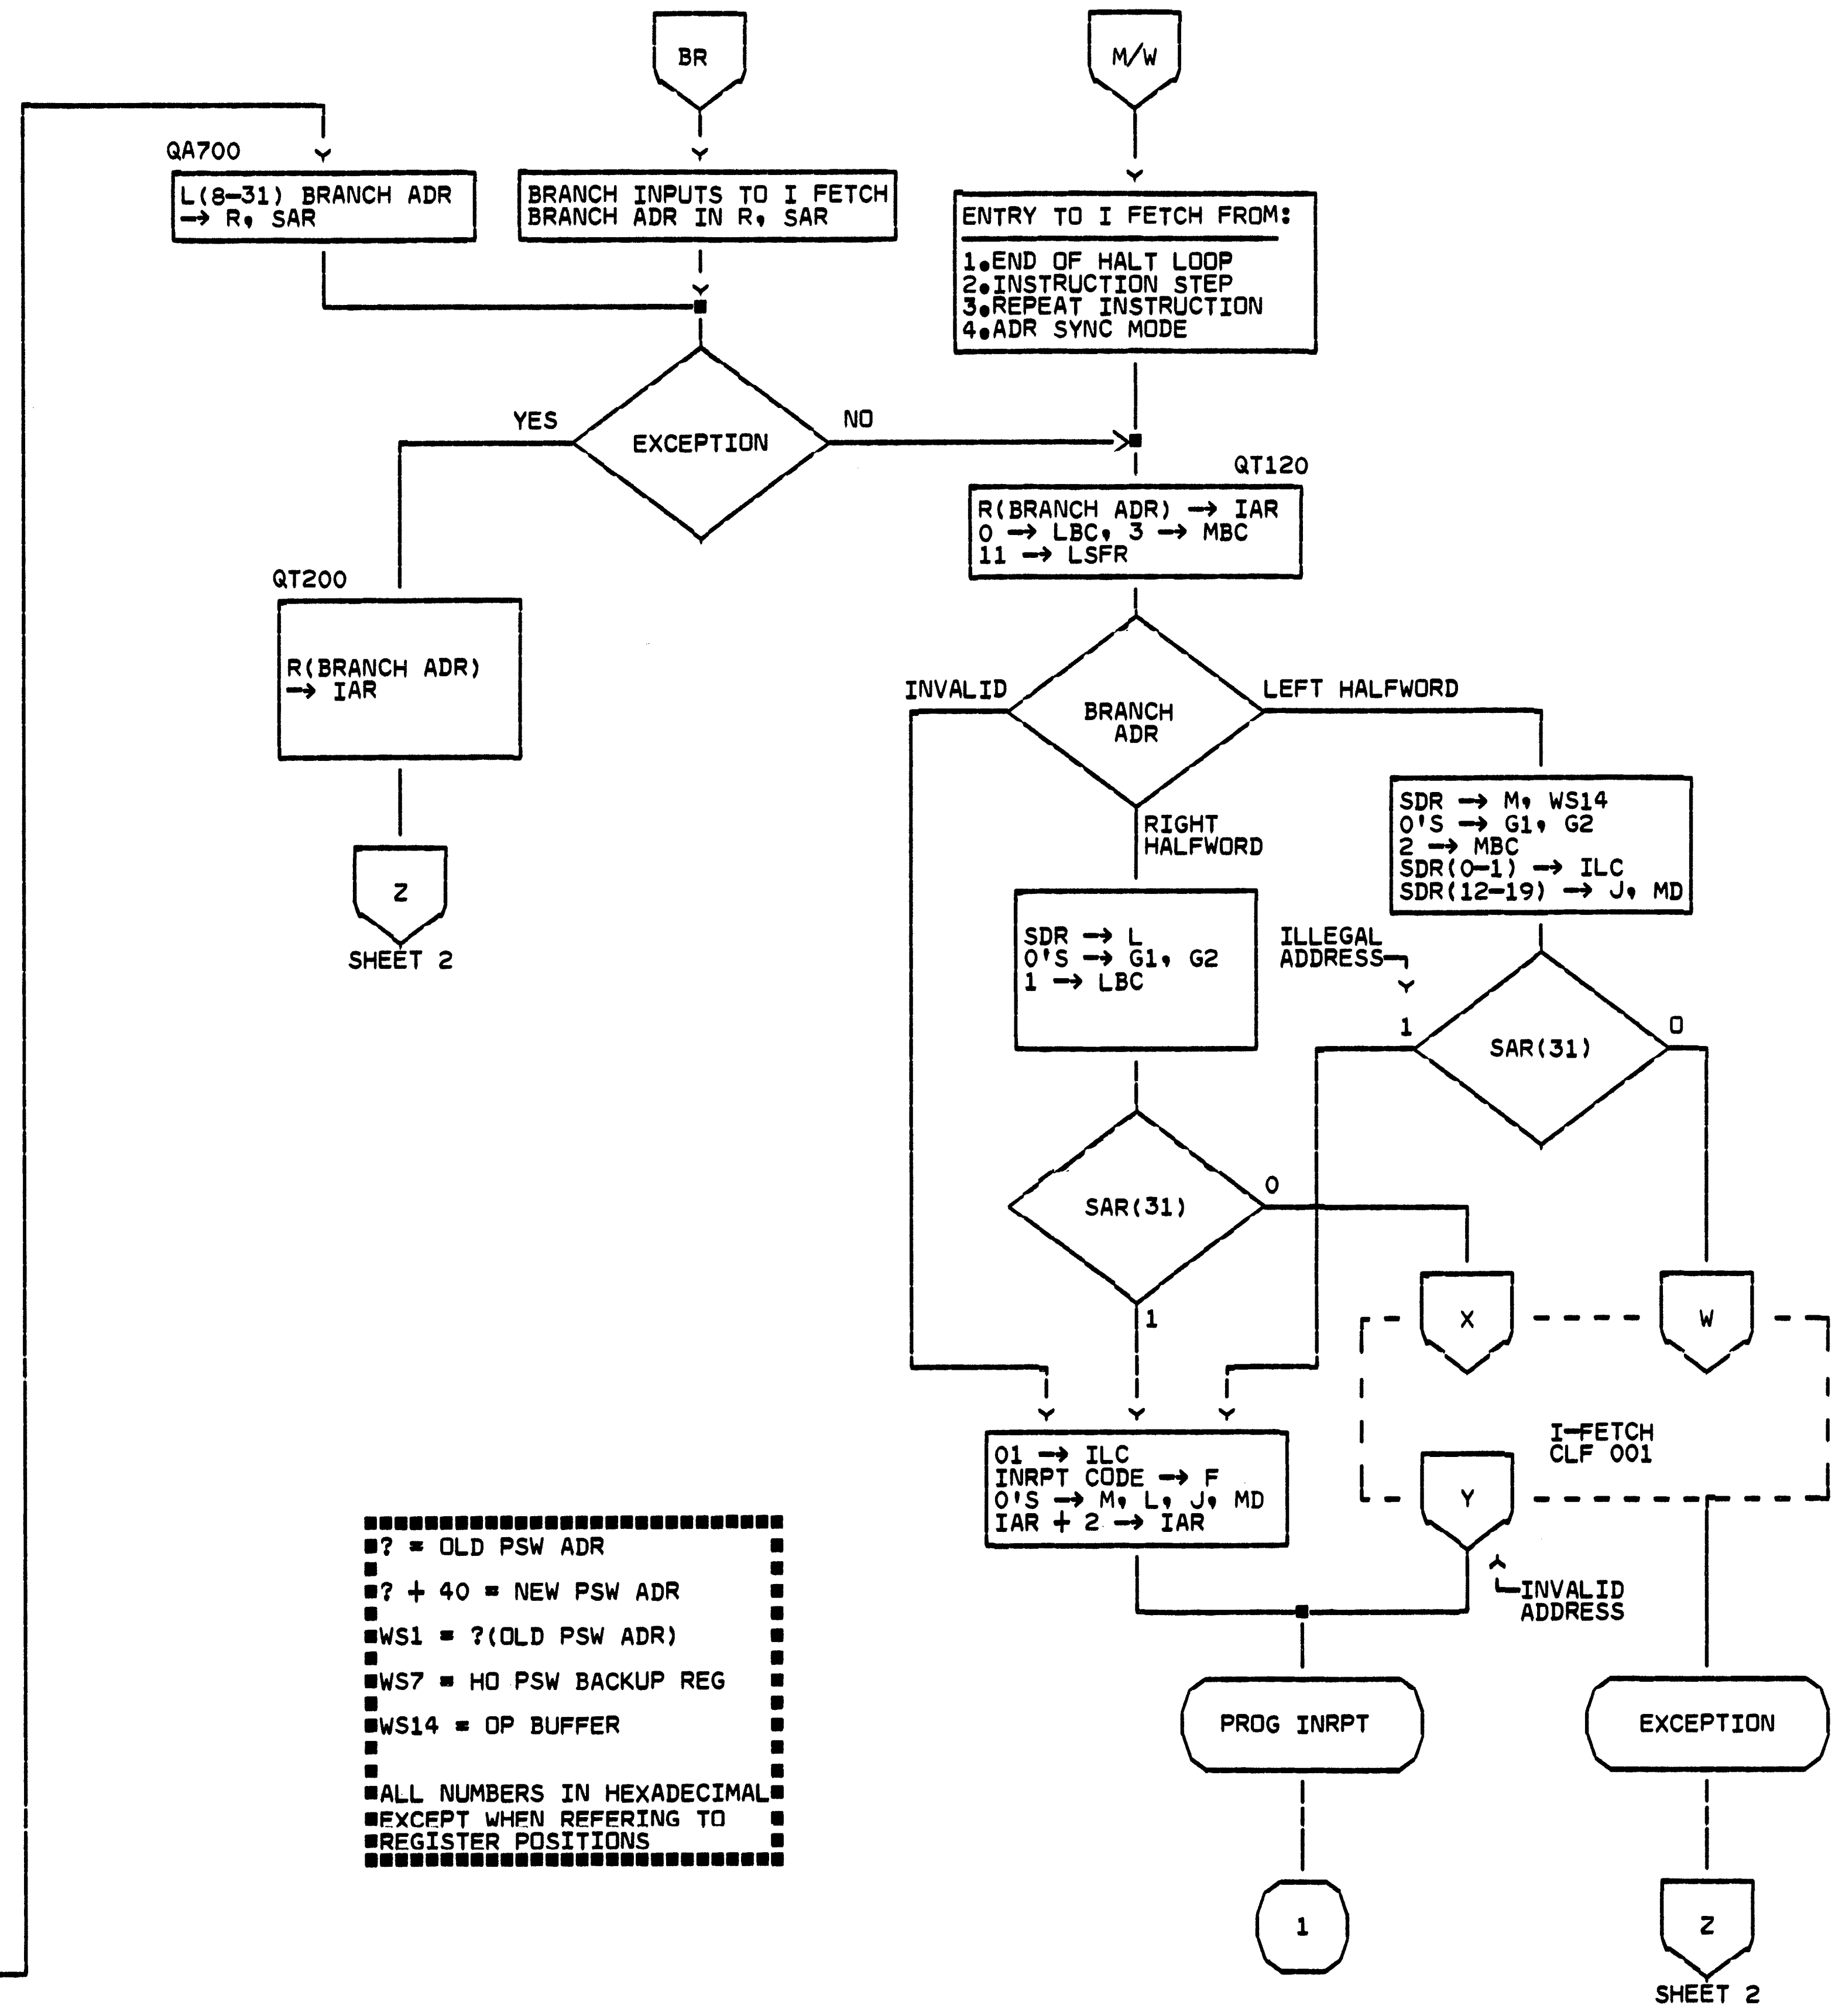 BR
M/W
QA700
L(8-31) BRANCH ADR
→ R, SAR
BRANCH INPUTS TO I FETCH
BRANCH ADR IN R, SAR
ENTRY TO I FETCH FROM:
1.END OF HALT LOOP
2.INSTRUCTION STEP
3.REPEAT INSTRUCTION
4.ADR SYNC MODE
YES
EXCEPTION
NO
QT120
R(BRANCH ADR) → IAR
0 → LBC, 3 → MBC
11 → LSFR
QT200
R(BRANCH ADR)
→ IAR
Z
SHEET 2
INVALID
BRANCH
ADR
LEFT HALFWORD
RIGHT
HALFWORD
SDR → M, WS14
0'S → G1, G2
2 → MBC
SDR(0-1) → ILC
SDR(12-19) → J, MD
SDR → L
0'S → G1, G2
1 → LBC
ILLEGAL
ADDRESS
1
SAR(31)
0
SAR(31)
0
1
X
W
I-FETCH
CLF 001
Y
01 → ILC
INRPT CODE → F
0'S → M, L, J, MD
IAR + 2 → IAR
INVALID
ADDRESS
? = OLD PSW ADR
? + 40 = NEW PSW ADR
WS1 = ?(OLD PSW ADR)
WS7 = HO PSW BACKUP REG
WS14 = OP BUFFER
ALL NUMBERS IN HEXADECIMAL
EXCEPT WHEN REFERING TO
REGISTER POSITIONS
PROG INRPT
EXCEPTION
1
Z
SHEET 2